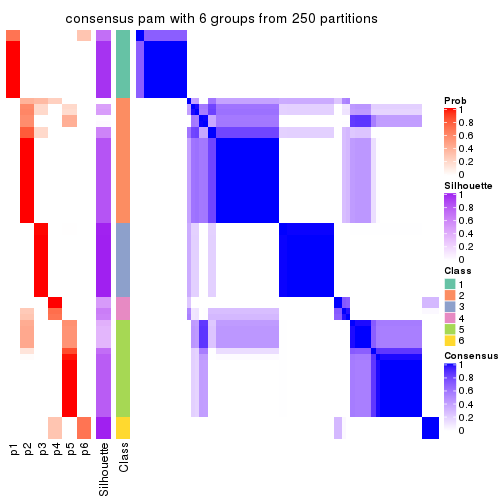 consensus pam with 6 groups from 250 partitions
Prob
1
0.8
0.6
0.4
0.2
0
Silhouette
1
0.8
0.6
0.4
0.2
0
Class
1
2
3
4
5
6
Consensus
1
0.8
0.6
0.4
0.2
0
p1
p2
p3
p4
p5
p6
Silhouette
Class